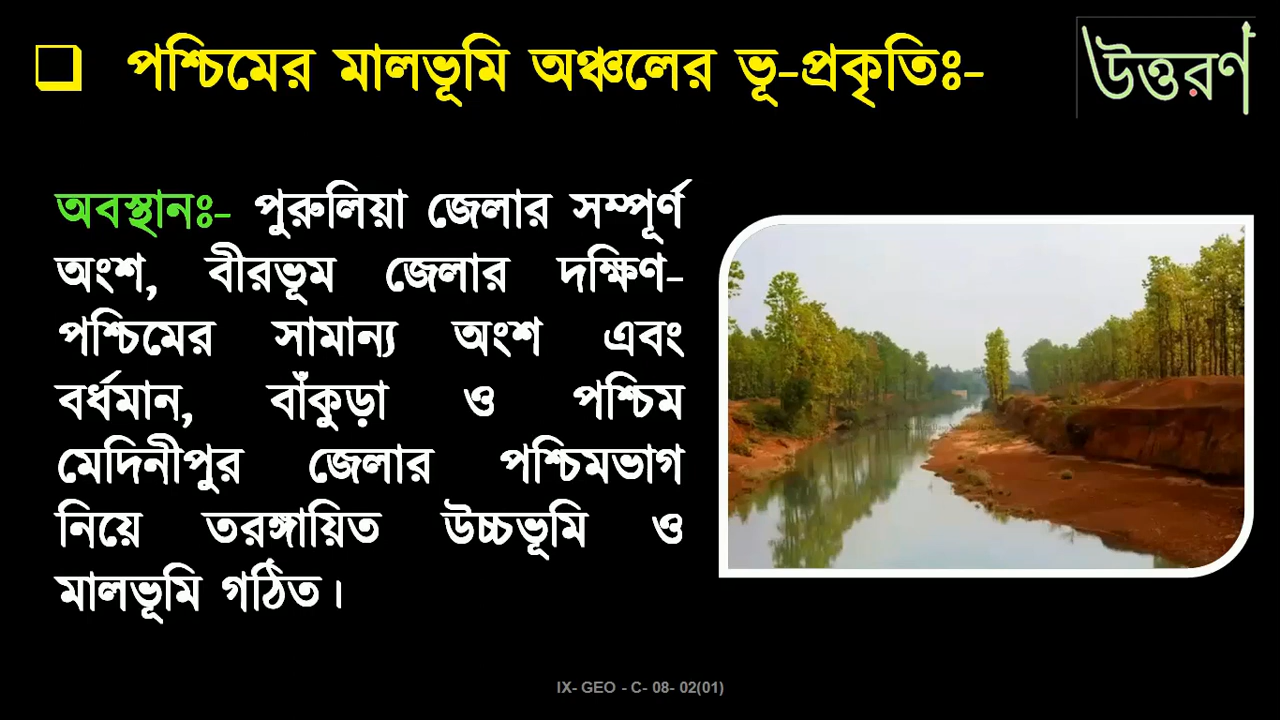 পশ্চিমের মালভূমি অঞ্চলের ভূ-প্রকৃতিঃ-
উত্তরণ
অবস্থানঃ- পুরুলিয়া জেলার সম্পূর্ণ
অংশ, বীরভূম জেলার দক্ষিণ-
পশ্চিমের সামান্য অংশ এবং
বর্ধমান, বাঁকুড়া ও পশ্চিম
মেদিনীপুর জেলার পশ্চিমভাগ
নিয়ে তরঙ্গায়িত উচ্চভূমি ও
মালভূমি গঠিত।
IX- GEO - C- 08- 02(01)